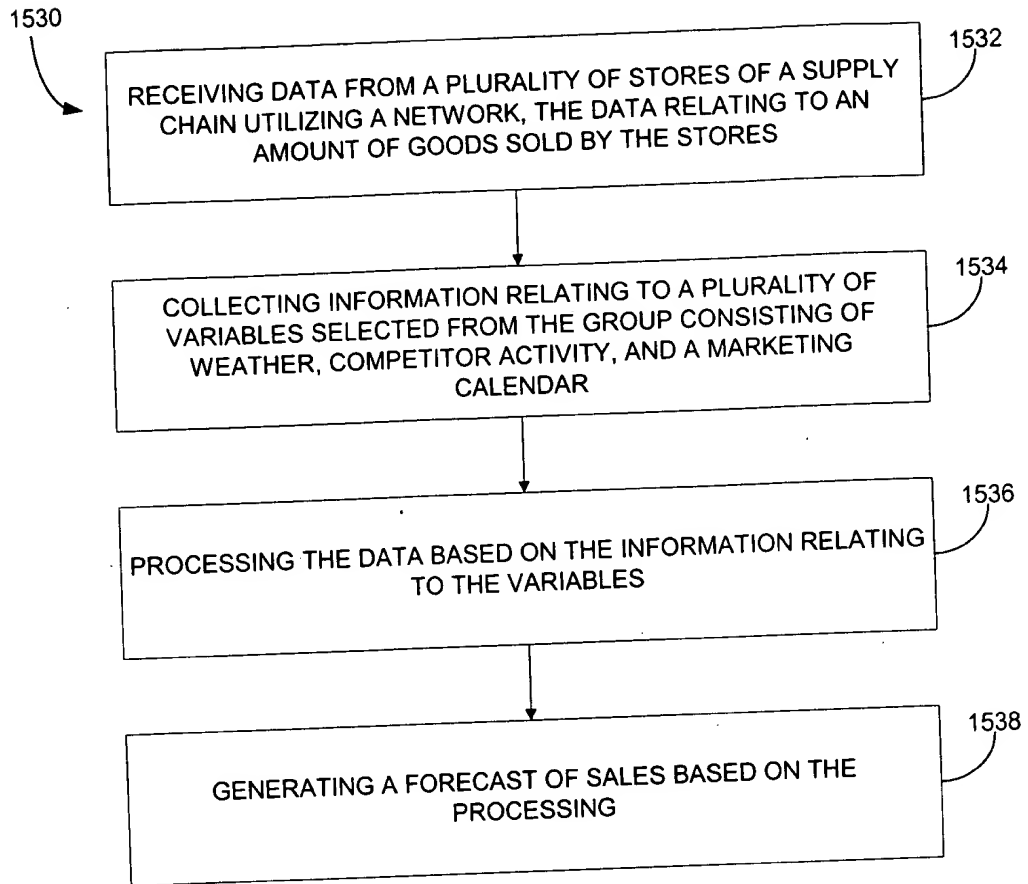 1530
1532
RECEIVING DATA FROM A PLURALITY OF STORES OF A SUPPLY
CHAIN UTILIZING A NETWORK, THE DATA RELATING TO AN
AMOUNT OF GOODS SOLD BY THE STORES
1534
COLLECTING INFORMATION RELATING TO A PLURALITY OF
VARIABLES SELECTED FROM THE GROUP CONSISTING OF
WEATHER, COMPETITOR ACTIVITY, AND A MARKETING
CALENDAR
1536
PROCESSING THE DATA BASED ON THE INFORMATION RELATING
TO THE VARIABLES
1538
GENERATING A FORECAST OF SALES BASED ON THE
PROCESSING